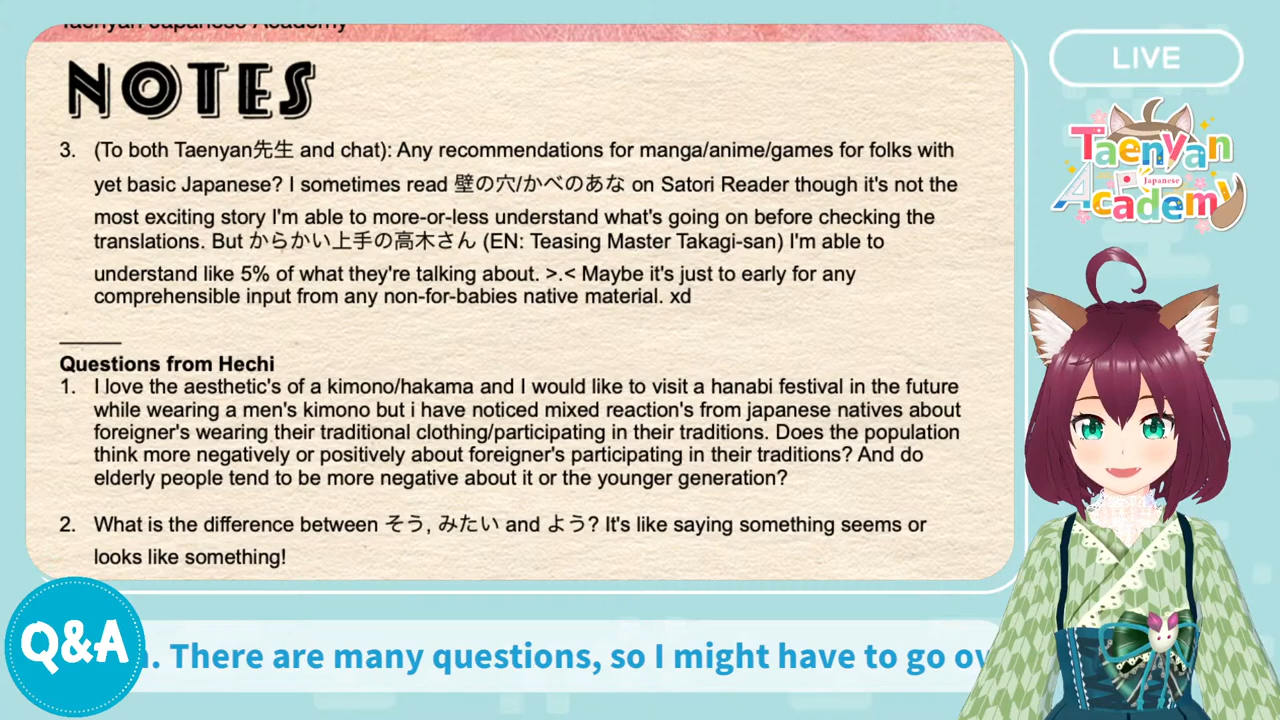 Taenyan Japanese Academy
NOTES
3. (To both Taenyan先生 and chat): Any recommendations for manga/anime/games for folks with
yet basic Japanese? I sometimes read 壁の穴/かべのあな on Satori Reader though it's not the
most exciting story I'm able to more-or-less understand what's going on before checking the
translations. But からかい上手の高木さん (EN: Teasing Master Takagi-san) I'm able to
understand like 5% of what they're talking about. >.< Maybe it's just to early for any
comprehensible input from any non-for-babies native material. xd
Questions from Hechi
1. I love the aesthetic's of a kimono/hakama and I would like to visit a hanabi festival in the future
while wearing a men's kimono but i have noticed mixed reaction's from japanese natives about
foreigner's wearing their traditional clothing/participating in their traditions. Does the population
think more negatively or positively about foreigner's participating in their traditions? And do
elderly people tend to be more negative about it or the younger generation?
2. What is the difference between そう, みたい and よう? It's like saying something seems or
looks like something!
LIVE
Taenyan
Japanese
Academy
Q&A
. There are many questions, so I might have to go